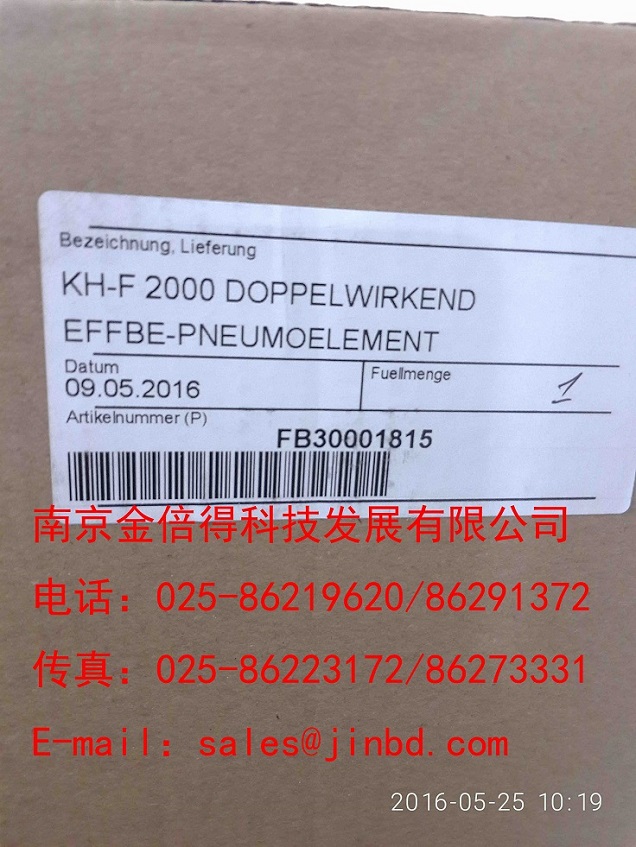 Bezeichnung, Lieferung
KH-F 2000 DOPPELWIRKEND
EFFBE-PNEUMOELEMENT
Datum
09.05.2016
Fuellmenge
1
Artikelnummer (P)
FB30001815
南京金倍得科技发展有限公司
电话：025-86219620/86291372
传真：025-86223172/86273331
E-mail：sales@jinbd.com
2016-05-25 10:19